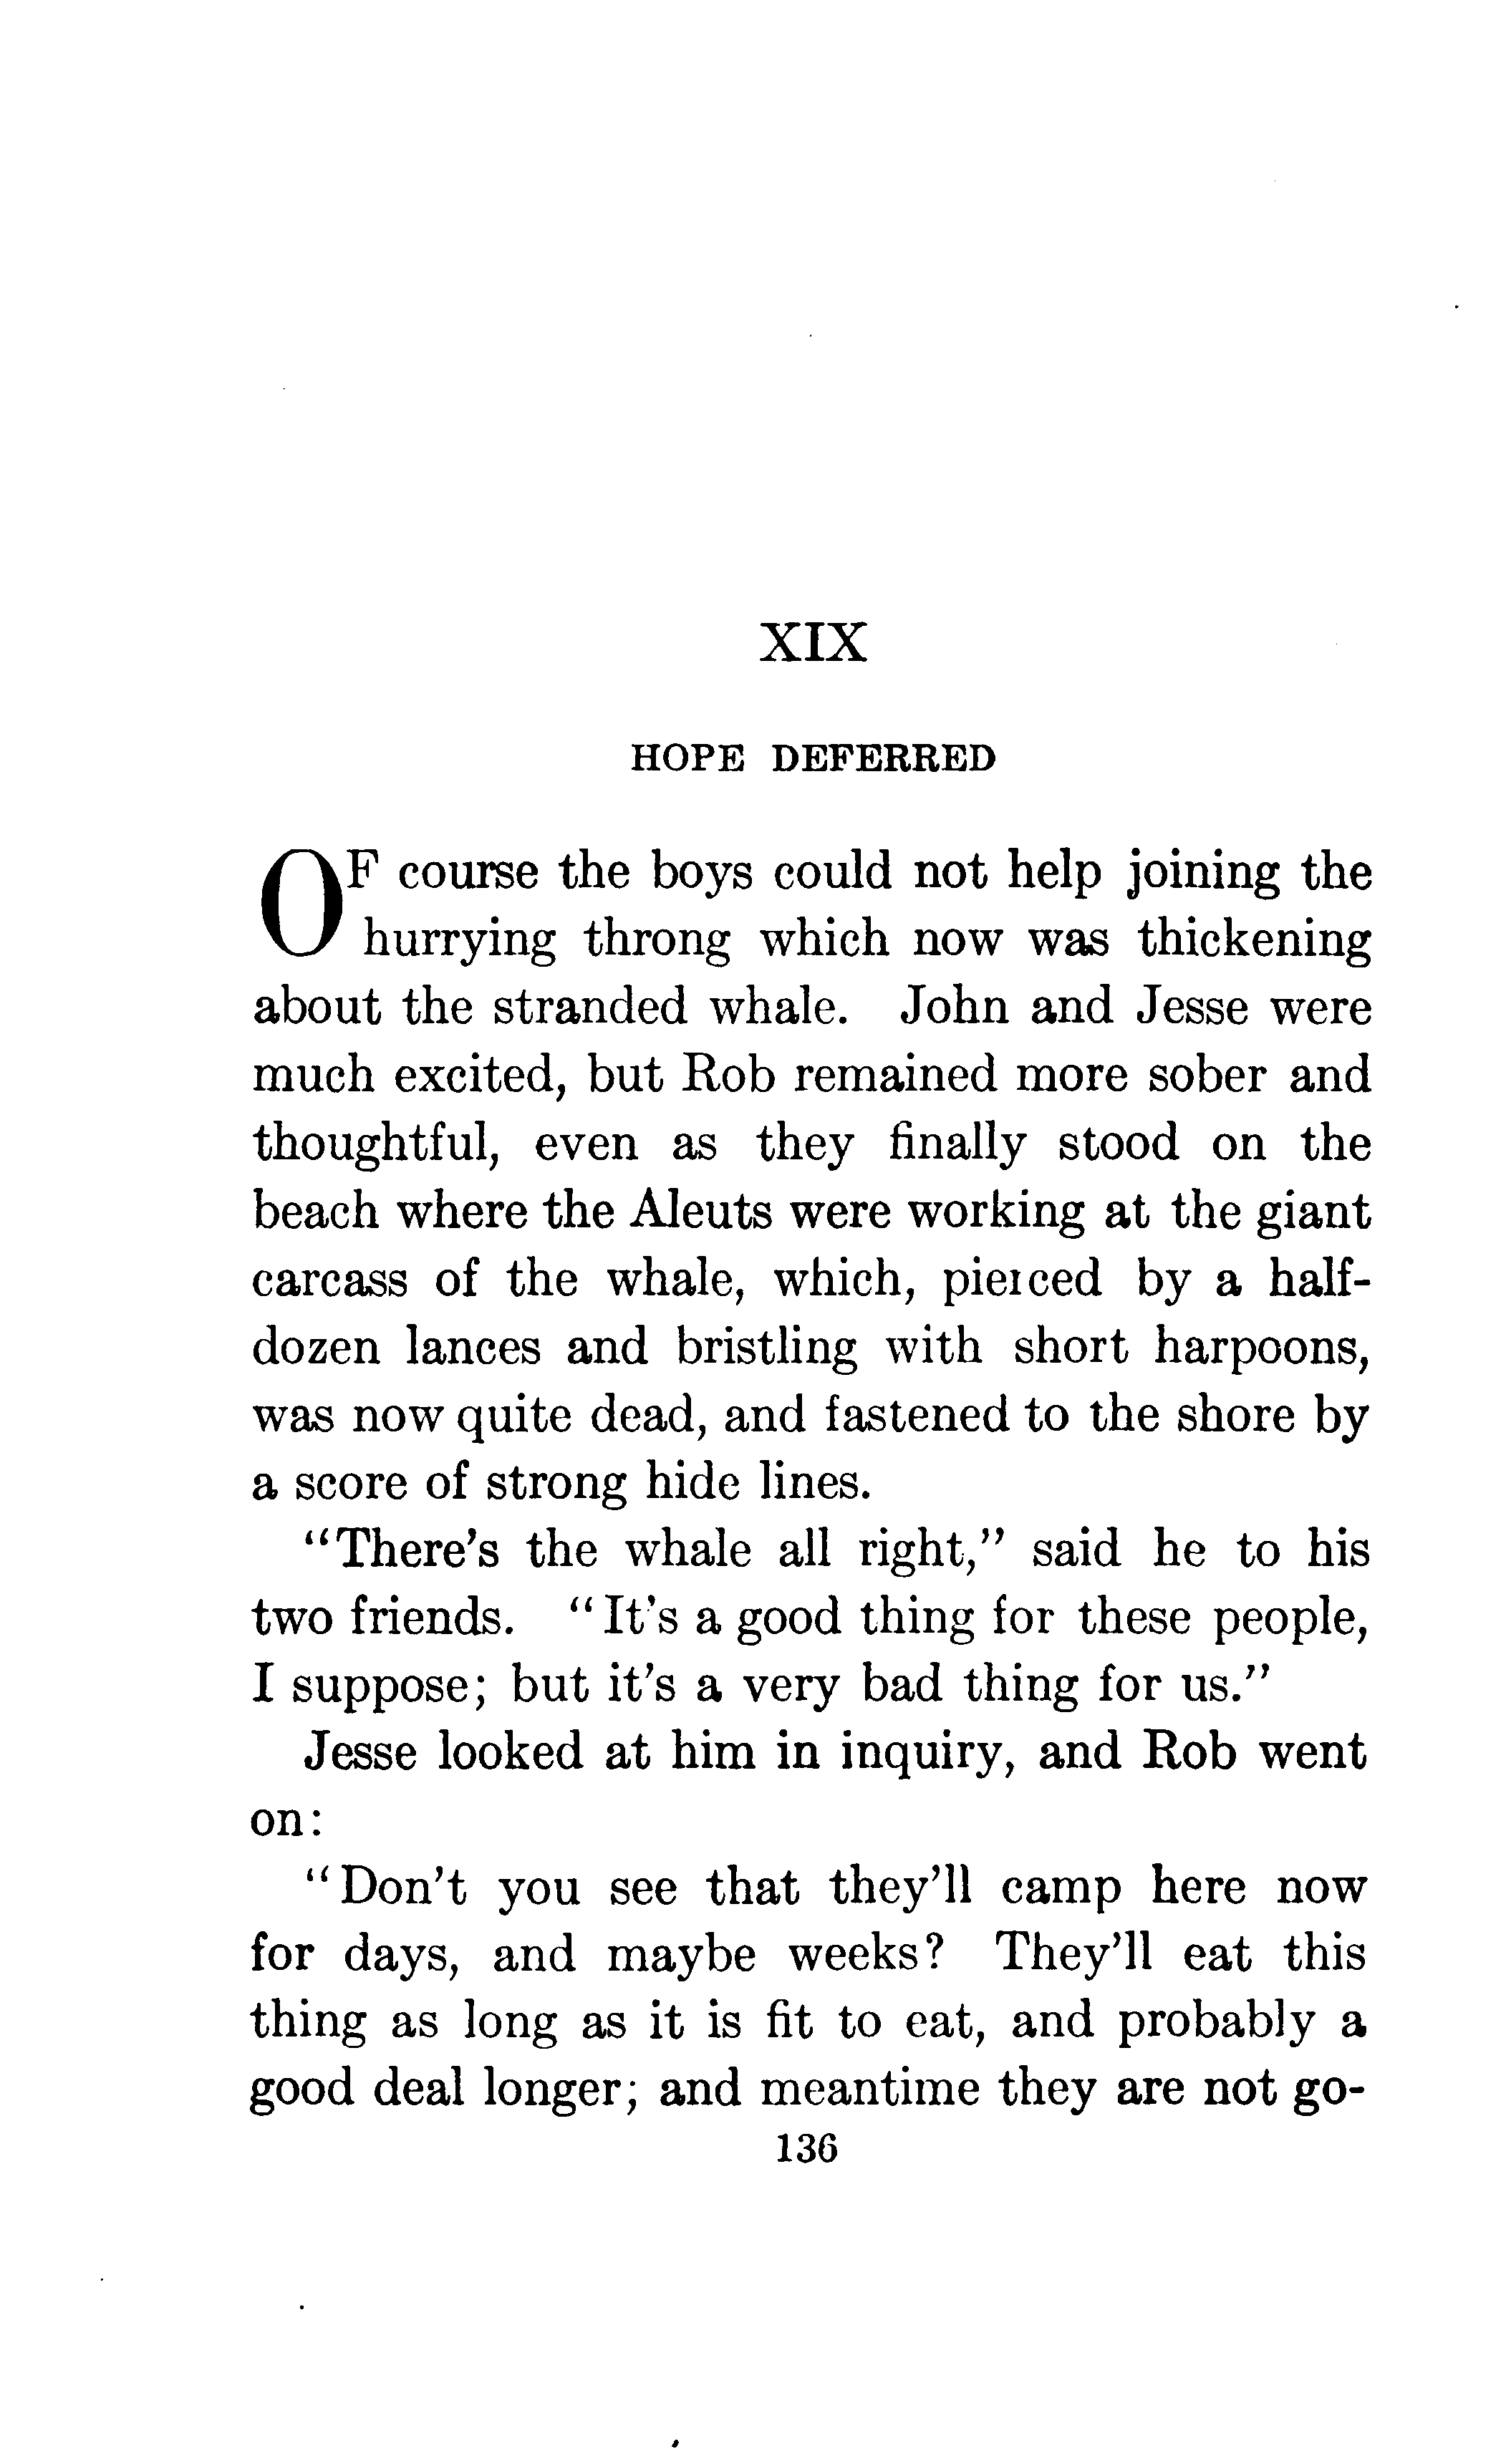 XIX
HOPE DEFERRED
OF course the boys could not help joining the
hurrying throng which now was thickening
about the stranded whale. John and Jesse were
much excited, but Rob remained more sober and
thoughtful, even as they finally stood on the
beach where the Aleuts were working at the giant
carcass of the whale, which, pierced by a half-
dozen lances and bristling with short harpoons,
was now quite dead, and fastened to the shore by
a score of strong hide lines.
"There's the whale all right," said he to his
two friends. "It's a good thing for these people,
I suppose; but it's a very bad thing for us."
Jesse looked at him in inquiry, and Rob went
on:
"Don't you see that they'll camp here now
for days, and maybe weeks? They'll eat this
thing as long as it is fit to eat, and probably a
good deal longer; and meantime they are not go-
136